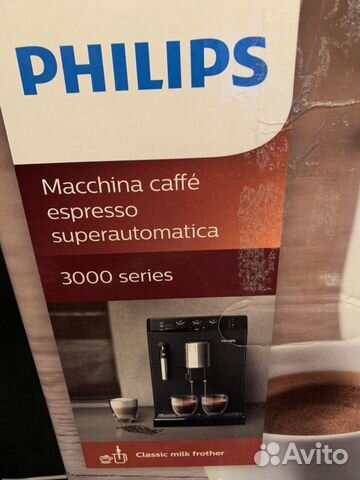 PHILIPS
Macchina caffé
espresso
superautomatica
3000 series
PHILIPS
Classic milk frother
Avito